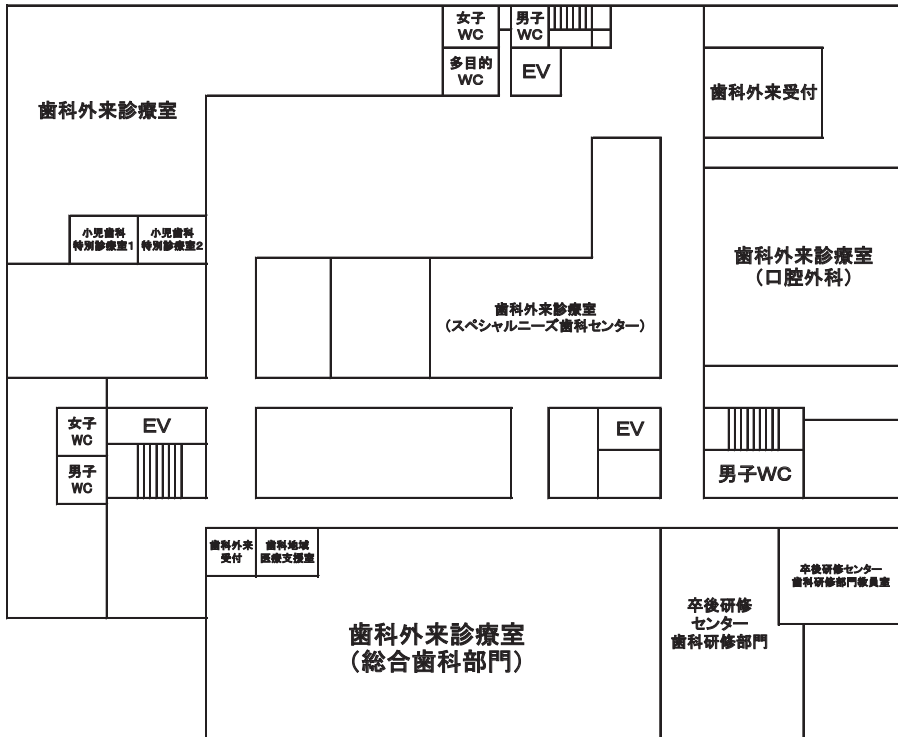 女子
WC
男子
WC
多目的
WC
EV
歯科外来診療室
歯科外来受付
小児歯科
特別診療室1
小児歯科
特別診療室2
歯科外来診療室
(口腔外科)
歯科外来診療室
(スペシャルニーズ歯科センター)
女子
WC
EV
EV
男子
WC
男子WC
歯科外来
受付
歯科地域
医療支援室
卒後研修センター
歯科研修部門教員室
卒後研修
センター
歯科研修部門
歯科外来診療室
(総合歯科部門)